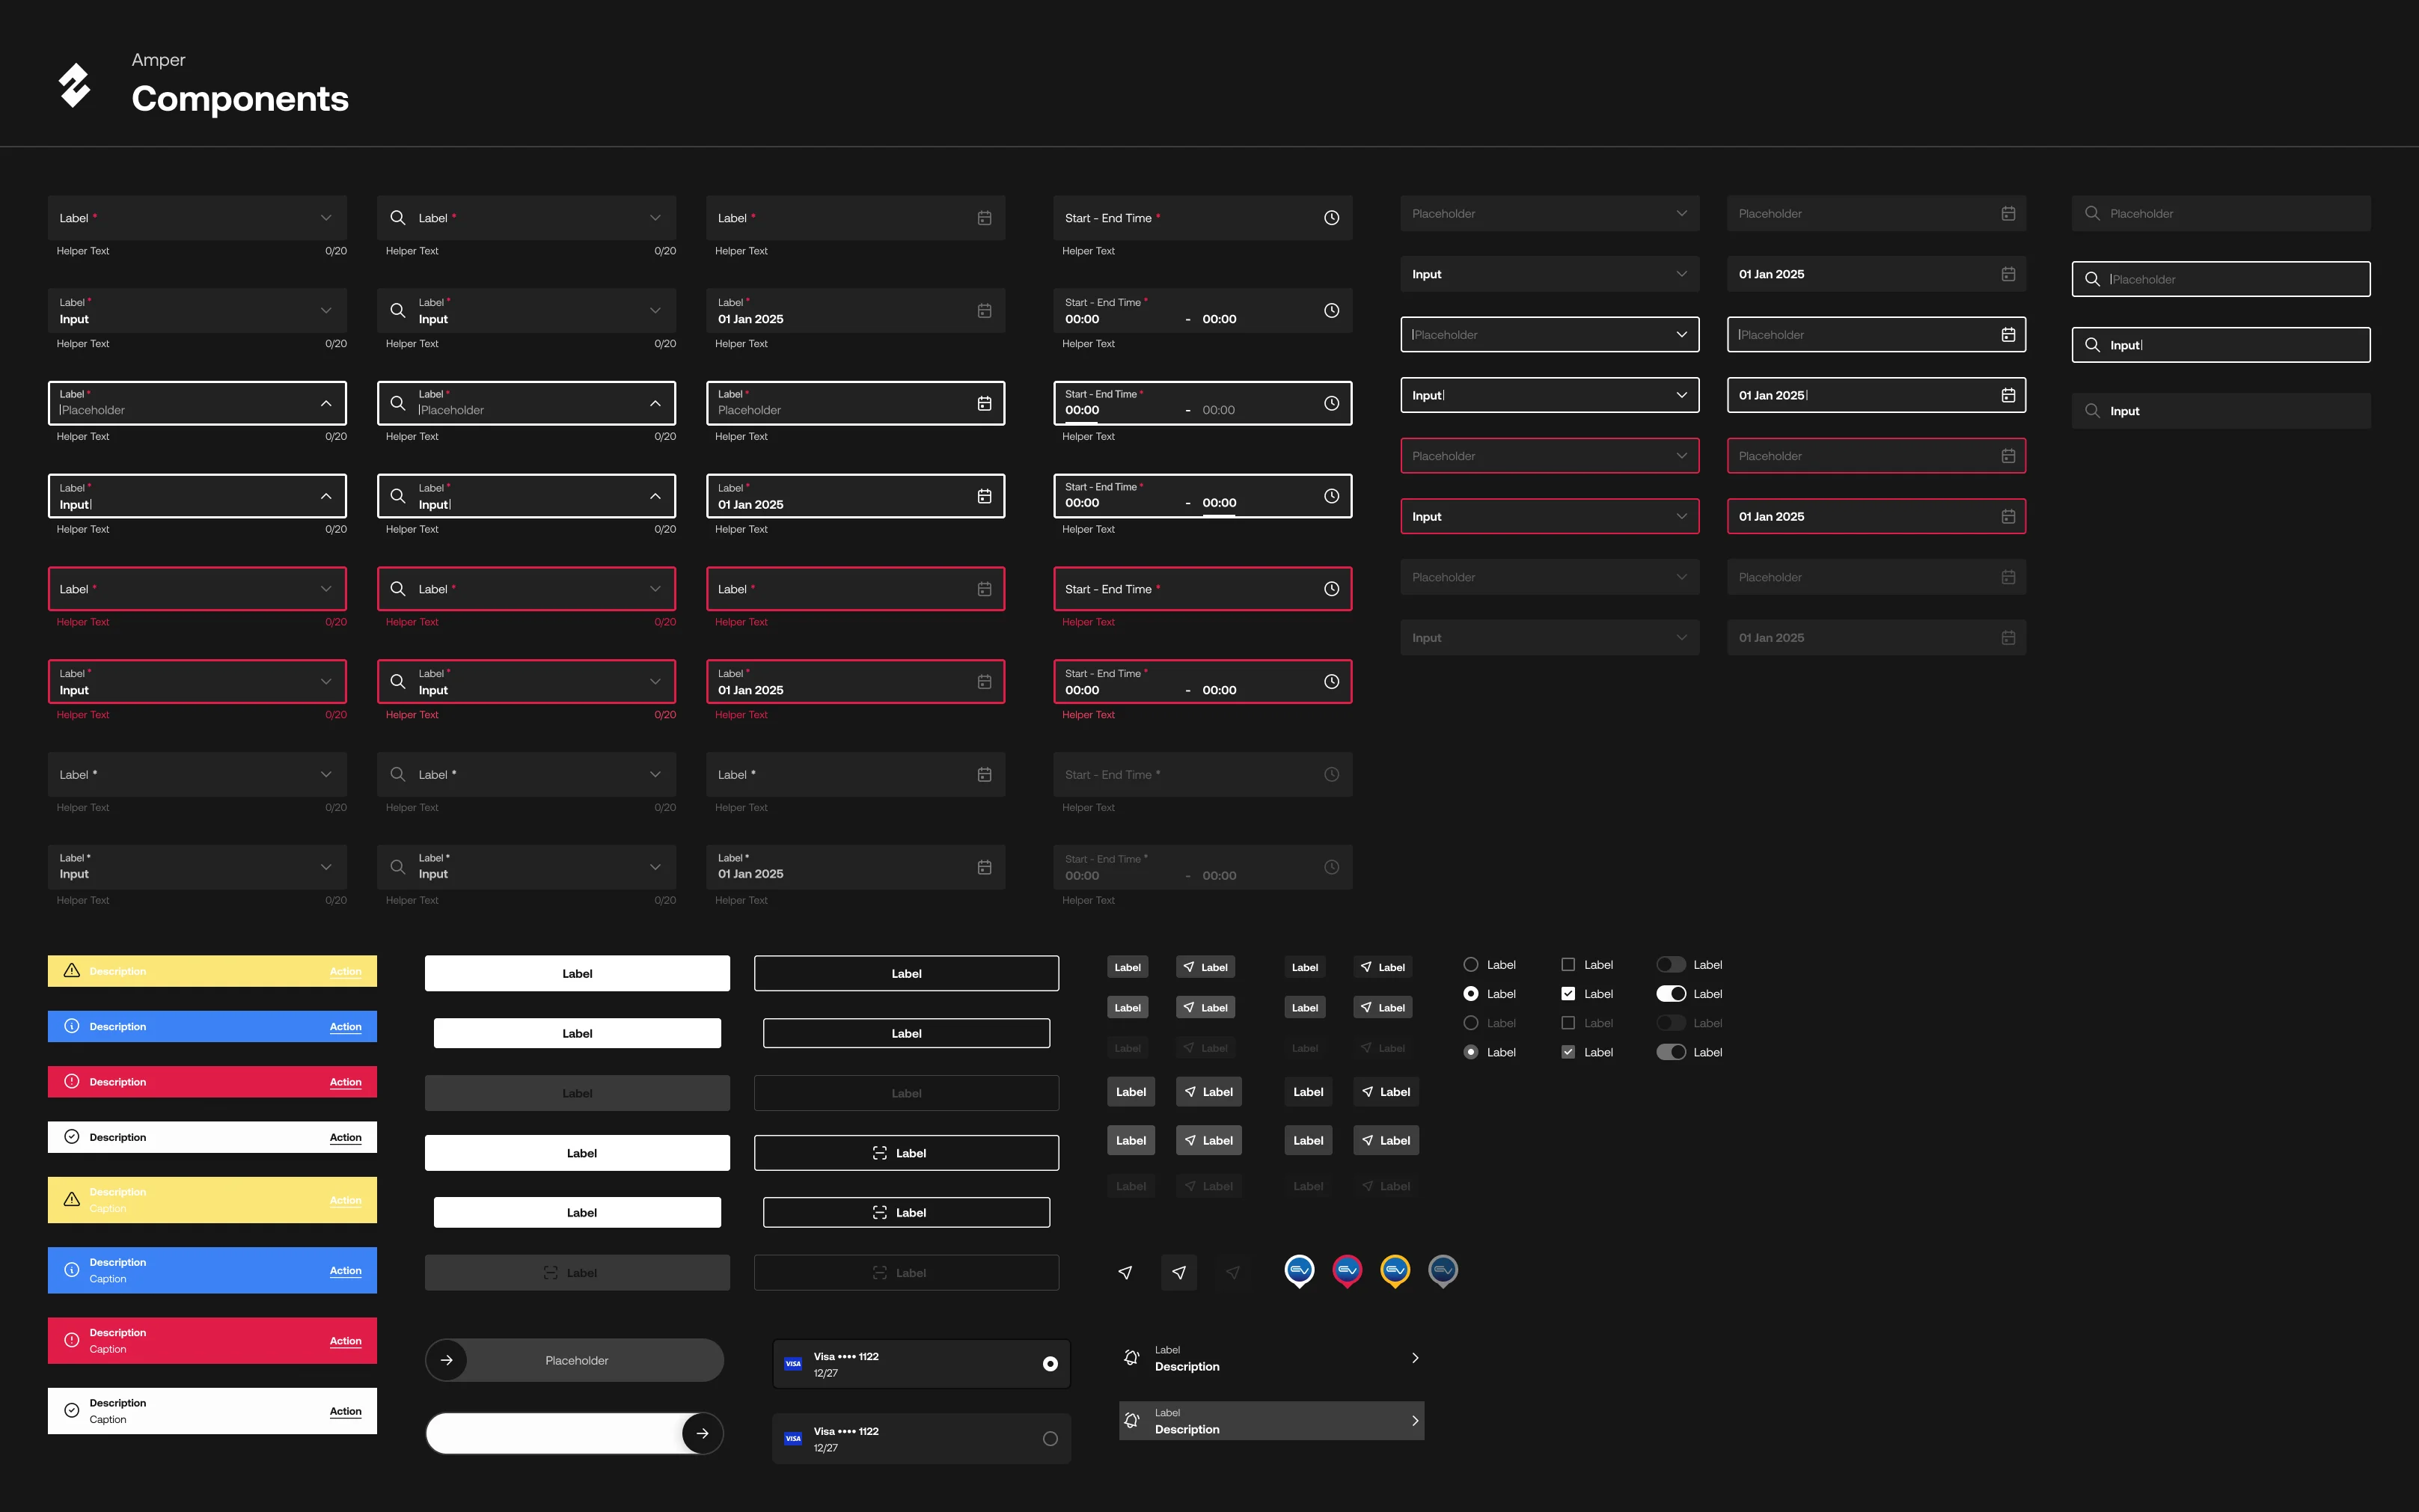 Amper
Components
Label * Label * Label * Start - End Time * Placeholder Placeholder Placeholder
Helper Text 0/20 Helper Text 0/20 Helper Text Helper Text
Input 01 Jan 2025 Placeholder
Label * Label * Label * Start - End Time *
Input Input 01 Jan 2025 00:00 - 00:00
Helper Text 0/20 Helper Text 0/20 Helper Text Helper Text
Placeholder Placeholder Input
Label * Label * Label * Start - End Time *
Placeholder Placeholder Placeholder 00:00 - 00:00
Helper Text 0/20 Helper Text 0/20 Helper Text Helper Text
Input 01 Jan 2025 Input
Label * Label * Label * Start - End Time *
Input Input 01 Jan 2025 00:00 - 00:00
Helper Text 0/20 Helper Text 0/20 Helper Text Helper Text
Placeholder Placeholder
Input 01 Jan 2025
Label * Label * Label * Start - End Time *
Helper Text 0/20 Helper Text 0/20 Helper Text Helper Text
Placeholder Placeholder
Input 01 Jan 2025
Label * Label * Label * Start - End Time *
Input Input 01 Jan 2025 00:00 - 00:00
Helper Text 0/20 Helper Text 0/20 Helper Text Helper Text
Label * Label * Label * Start - End Time *
Helper Text 0/20 Helper Text 0/20 Helper Text Helper Text
Label * Label * Label * Start - End Time *
Input Input 01 Jan 2025 00:00 - 00:00
Helper Text 0/20 Helper Text 0/20 Helper Text Helper Text
Description Action
Description Action
Description Action
Description Action
Description
Caption
Action
Description
Caption
Action
Description
Caption
Action
Description
Caption
Action
Label Label
Label Label
Label Label
Label Label
Label Label
Label Label
Placeholder
Visa •••• 1122
12/27
VISA
Visa •••• 1122
12/27
VISA
Label Label Label Label
Label Label Label Label
Label Label Label Label
Label Label Label Label
Label Label Label Label
Label Label Label Label
Label Label Label
Label Label Label
Label Label Label
Label Label Label
EV EV EV EV
Label
Description
Label
Description